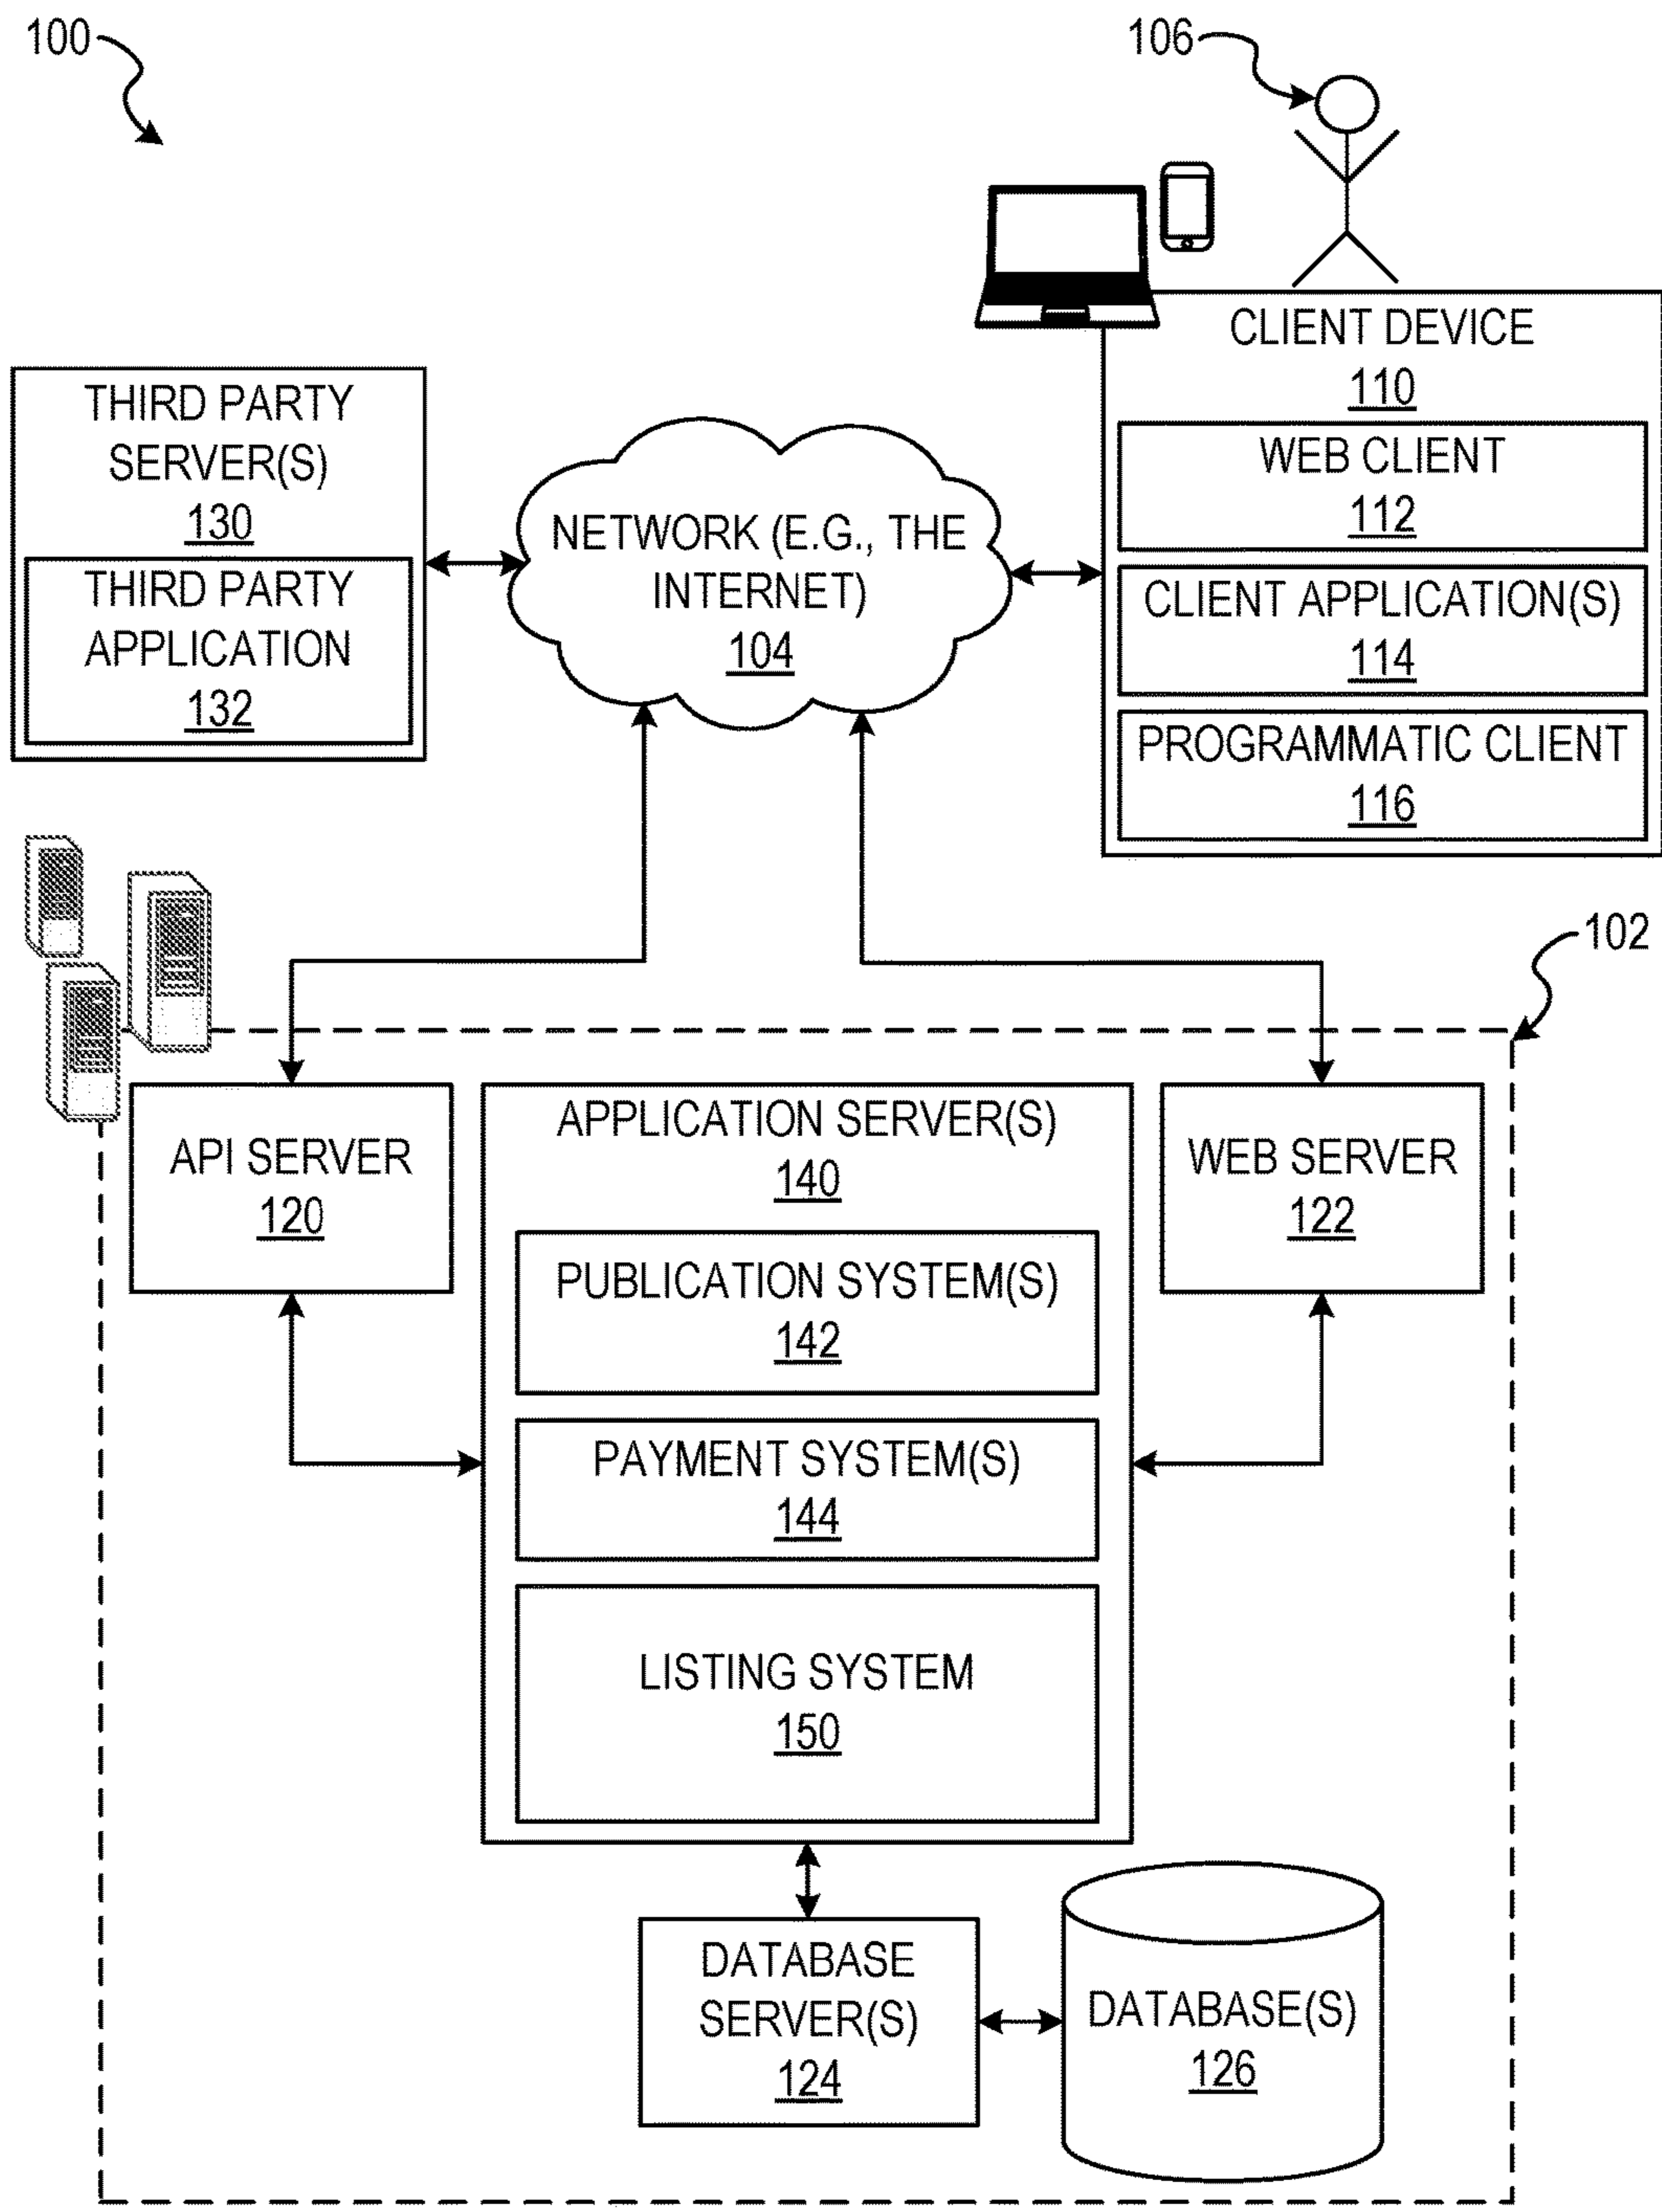 100
106
CLIENT DEVICE
110
WEB CLIENT
112
CLIENT APPLICATION(S)
114
PROGRAMMATIC CLIENT
116
THIRD PARTY
SERVER(S)
130
THIRD PARTY
APPLICATION
132
NETWORK (E.G., THE
INTERNET)
104
102
API SERVER
120
APPLICATION SERVER(S)
140
PUBLICATION SYSTEM(S)
142
PAYMENT SYSTEM(S)
144
LISTING SYSTEM
150
WEB SERVER
122
DATABASE
SERVER(S)
124
DATABASE(S)
126